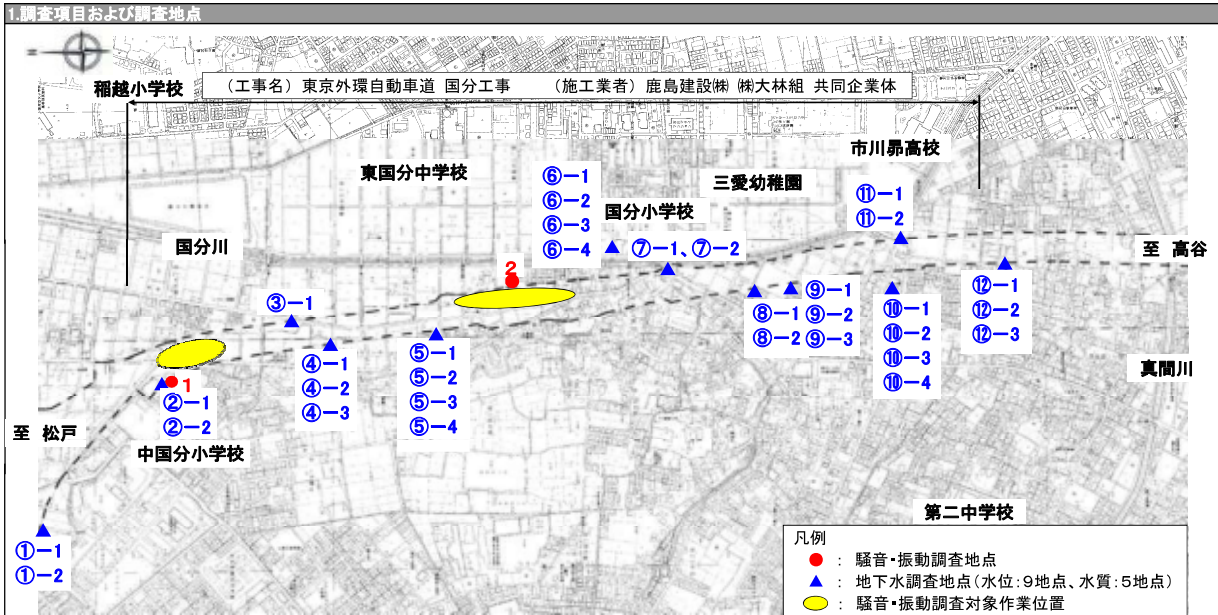 1.調査項目および調査地点
稲越小学校
(工事名) 東京外環自動車道 国分工事 (施工業者) 鹿島建設㈱ ㈱大林組 共同企業体
市川昴高校
東国分中学校
⑥−1
⑥−2
⑥−3
⑥−4
三愛幼稚園
国分小学校
⑪−1
⑪−2
国分川
⑦−1、⑦−2
至 高谷
2
③−1
⑧−1
⑧−2
⑨−1
⑨−2
⑨−3
⑩−1
⑩−2
⑩−3
⑩−4
⑫−1
⑫−2
⑫−3
④−1
④−2
④−3
⑤−1
⑤−2
⑤−3
⑤−4
真間川
1
②−1
②−2
至 松戸
中国分小学校
第二中学校
①−1
①−2
凡例
: 騒音・振動調査地点
: 地下水調査地点(水位:9地点、水質:5地点)
: 騒音・振動調査対象作業位置